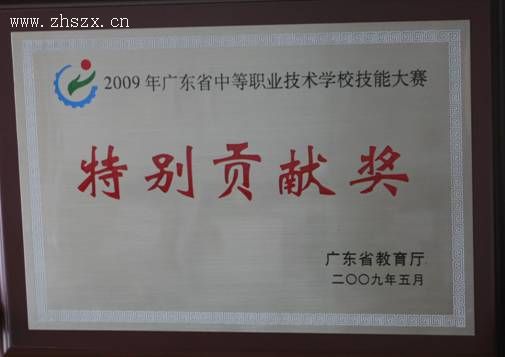 www.zhszx.cn
2009年广东省中等职业技术学校技能大赛
特别贡献奖
广东省教育厅
二〇〇九年五月